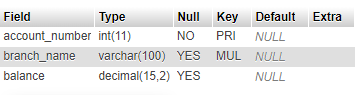 Field Type Null Key Default Extra
account_number int(11) NO PRI NULL
branch_name varchar(100) YES MUL NULL
balance decimal(15,2) YES NULL